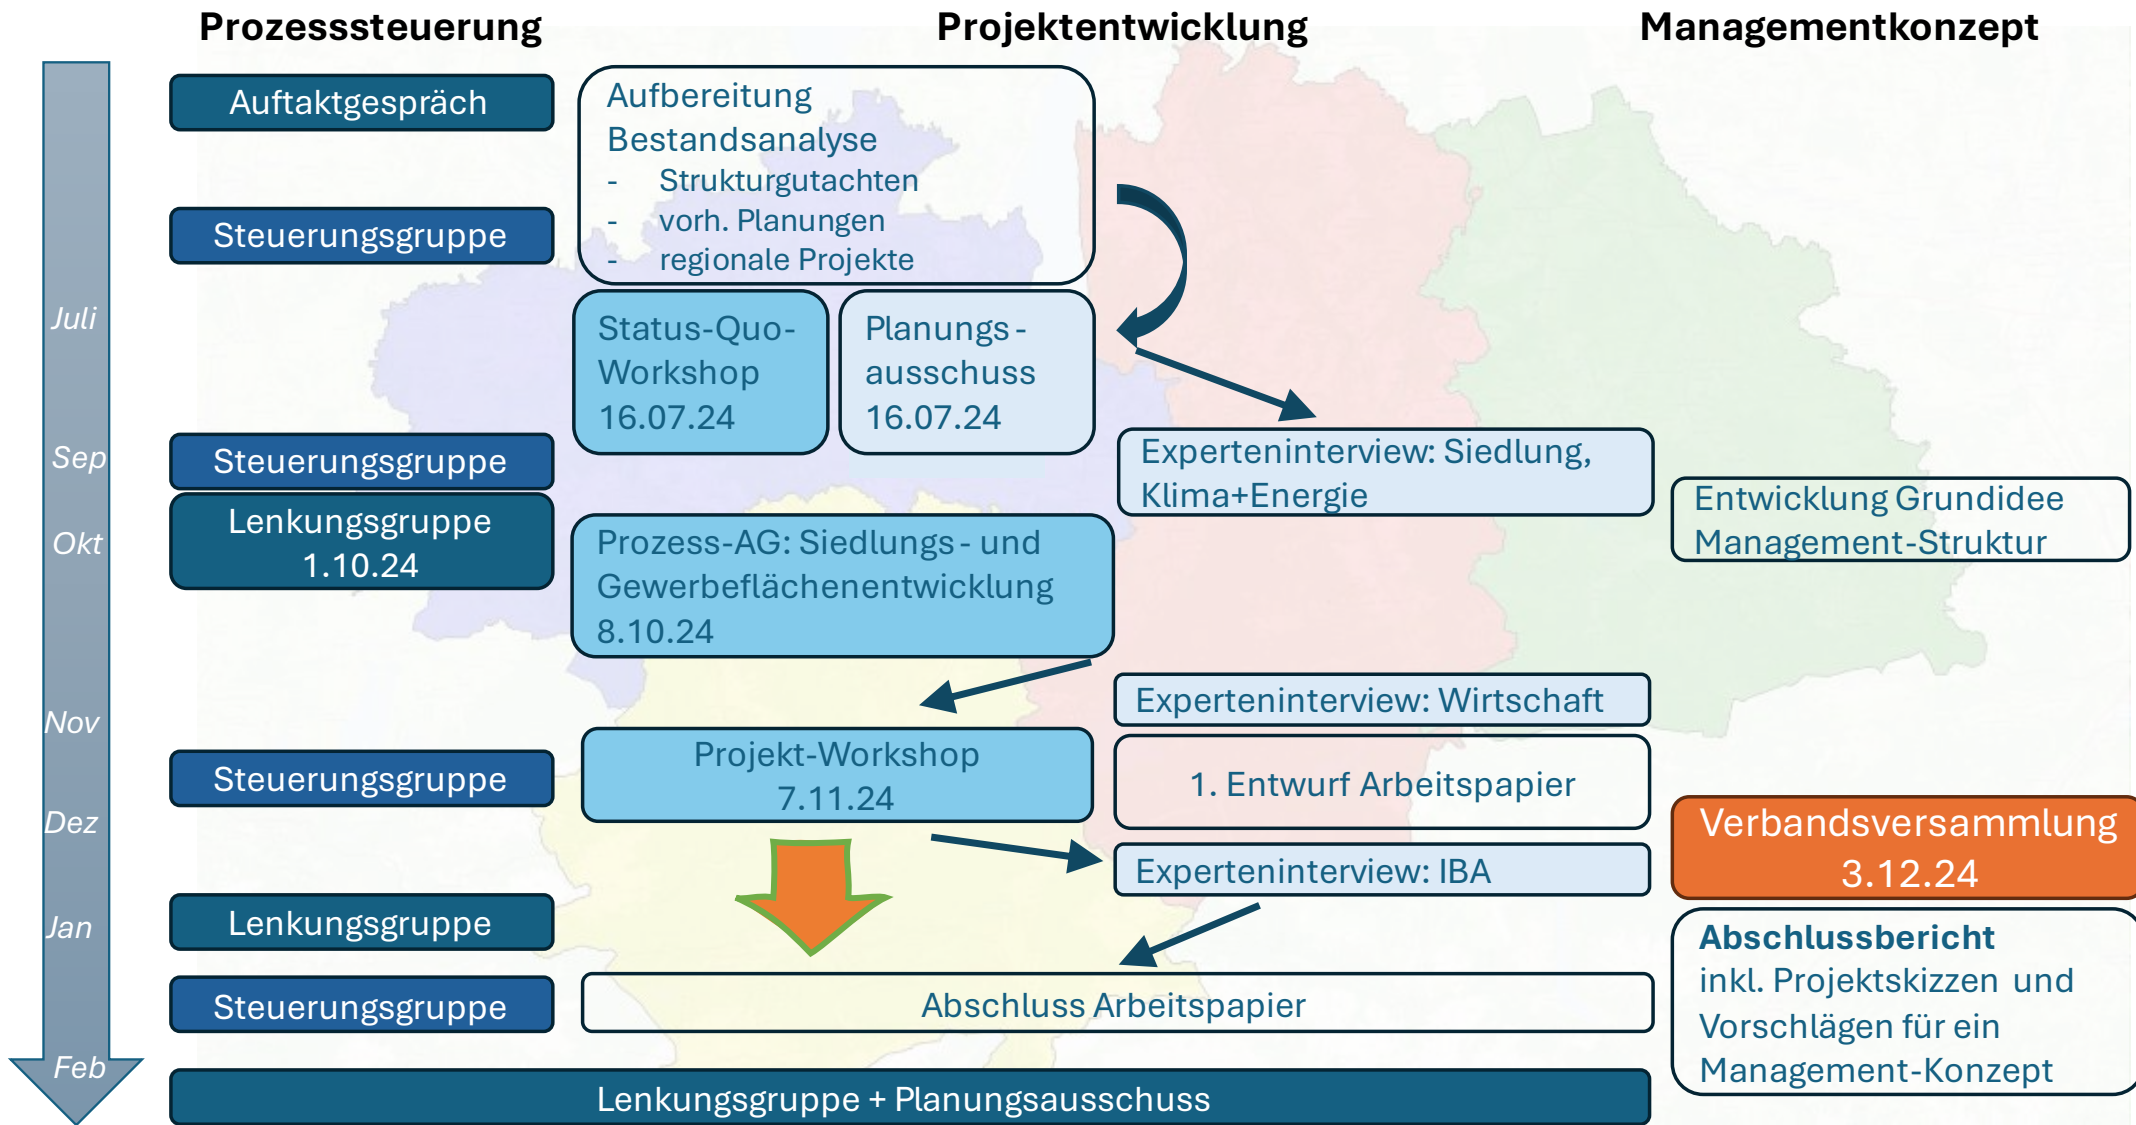 Prozesssteuerung
Projektentwicklung
Managementkonzept
Auftaktgespräch
Aufbereitung
Bestandsanalyse
- Strukturgutachten
- vorh. Planungen
- regionale Projekte
Steuerungsgruppe
Juli
Status-Quo-
Workshop
16.07.24
Planungs-
ausschuss
16.07.24
Sep
Steuerungsgruppe
Experteninterview: Siedlung,
Klima+Energie
Okt
Lenkungsgruppe
1.10.24
Entwicklung Grundidee
Management-Struktur
Prozess-AG: Siedlungs- und
Gewerbeflächenentwicklung
8.10.24
Nov
Experteninterview: Wirtschaft
Steuerungsgruppe
Projekt-Workshop
7.11.24
1. Entwurf Arbeitspapier
Dez
Verbandsversammlung
3.12.24
Experteninterview: IBA
Jan
Lenkungsgruppe
Abschlussbericht
inkl. Projektskizzen und
Vorschlägen für ein
Management-Konzept
Steuerungsgruppe
Abschluss Arbeitspapier
Feb
Lenkungsgruppe + Planungsausschuss